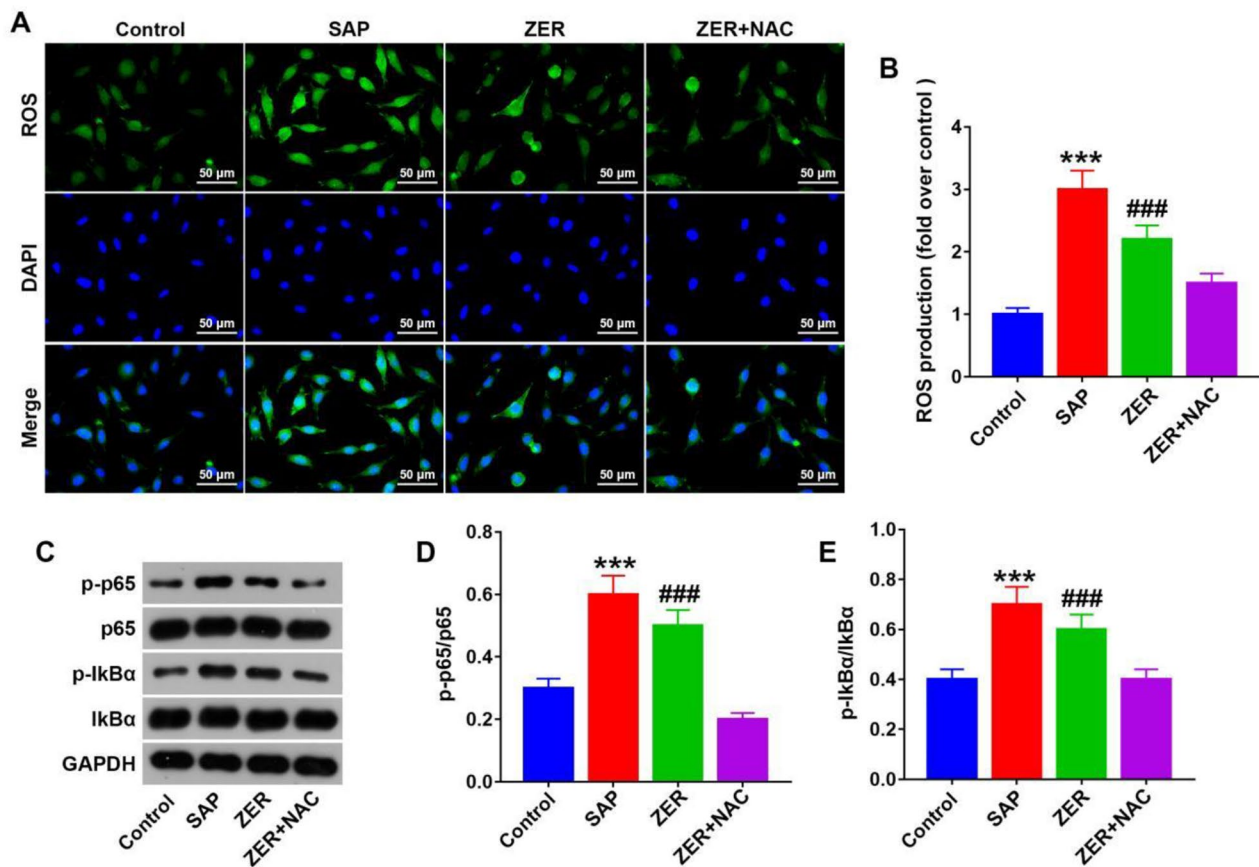 A
Control SAP ZER ZER+NAC
ROS
50 µm 50 µm 50 µm 50 µm
DAPI
50 µm 50 µm 50 µm 50 µm
Merge
50 µm 50 µm 50 µm 50 µm
B
ROS production (fold over control)
4
3
2
1
0
***
###
Control SAP ZER ZER+NAC
C
p-p65
p65
p-IkBα
IkBα
GAPDH
Control SAP ZER ZER+NAC
D
p-p65/p65
0.8
0.6
0.4
0.2
0.0
***
###
Control SAP ZER ZER+NAC
E
p-IkBα/IkBα
1.0
0.8
0.6
0.4
0.2
0.0
***
###
Control SAP ZER ZER+NAC